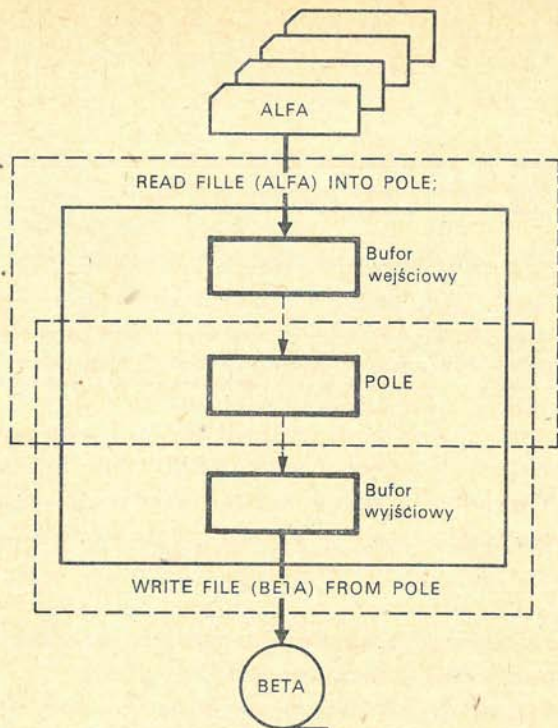 ALFA
READ FILLE (ALFA) INTO POLE;
Bufor
wejściowy
POLE
Bufor
wyjściowy
WRITE FILE (BETA) FROM POLE
BETA